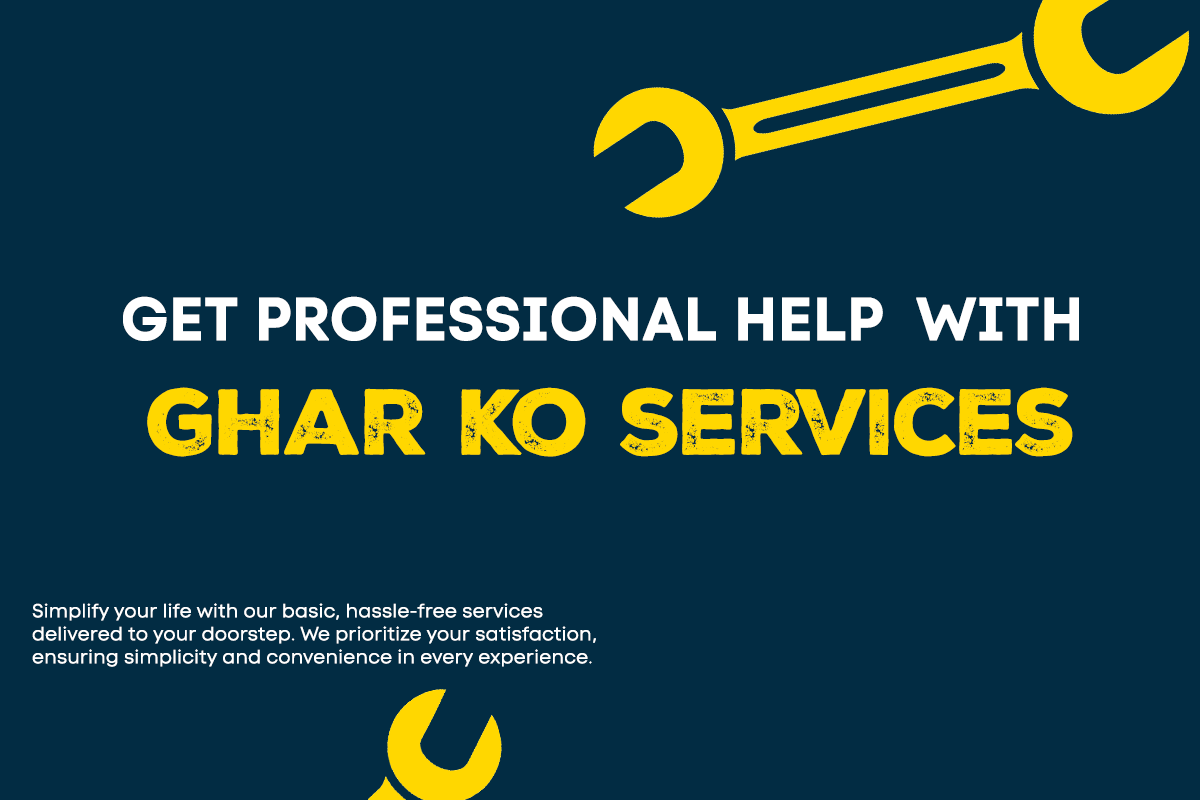 GET PROFESSIONAL HELP WITH
GHAR KO SERVICES
Simplify your life with our basic, hassle-free services
delivered to your doorstep. We prioritize your satisfaction,
ensuring simplicity and convenience in every experience.